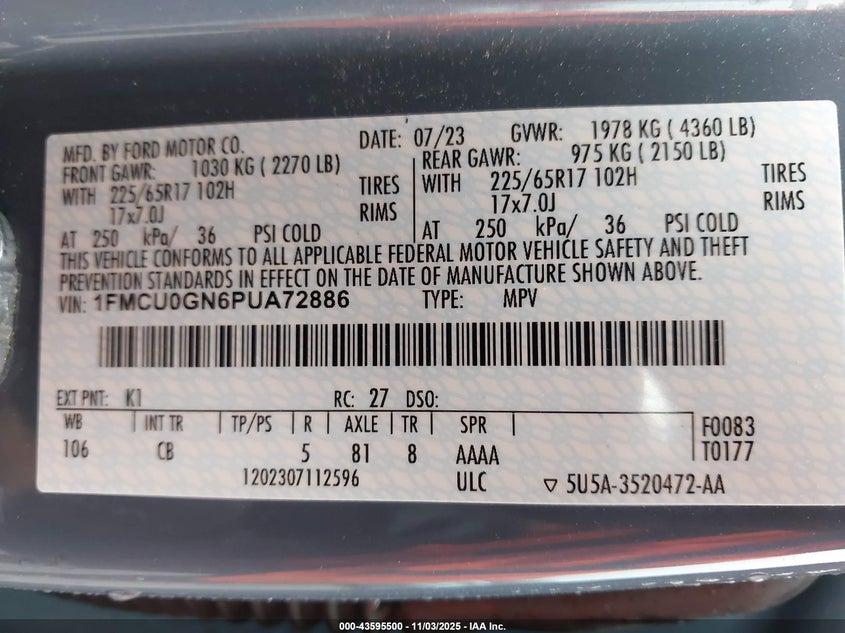 MFD. BY FORD MOTOR CO. DATE: 07/23 GVWR: 1978 KG ( 4360 LB)
FRONT GAWR: 1030 KG ( 2270 LB) REAR GAWR: 975 KG ( 2150 LB)
WITH 225/65R17 102H TIRES WITH 225/65R17 102H TIRES
17x7.0J RIMS 17x7.0J RIMS
AT 250 kPa/ 36 PSI COLD AT 250 kPa/ 36 PSI COLD
THIS VEHICLE CONFORMS TO ALL APPLICABLE FEDERAL MOTOR VEHICLE SAFETY AND THEFT
PREVENTION STANDARDS IN EFFECT ON THE DATE OF MANUFACTURE SHOWN ABOVE.
VIN: 1FMCU0GN6PUA72886 TYPE: MPV
EXT PNT: K1 RC: 27 DSO:
WB INT TR TP/PS R AXLE TR SPR F0083
106 CB 5 81 8 AAAA T0177
1202307112596 ULC ▽ 5U5A-3520472-AA
000-43595500 - 11/03/2025 - IAA Inc.